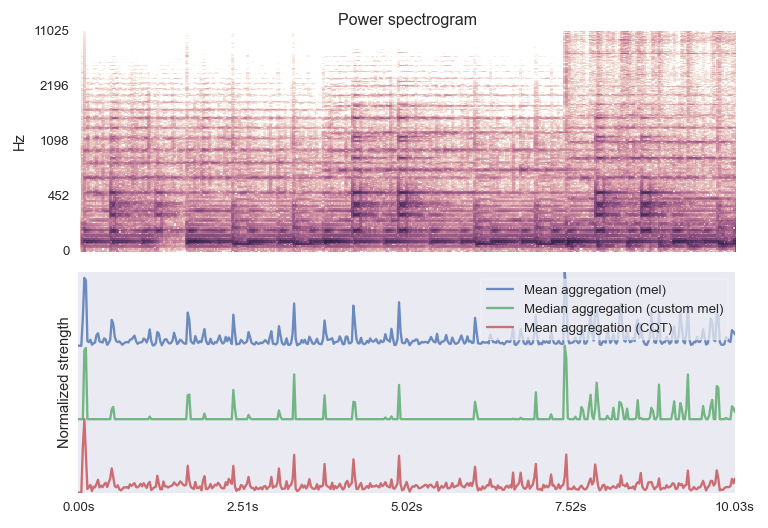 Power spectrogram
11025
2196
1098
452
0
Hz
Mean aggregation (mel)
Median aggregation (custom mel)
Mean aggregation (CQT)
Normalized strength
0.00s 2.51s 5.02s 7.52s 10.03s